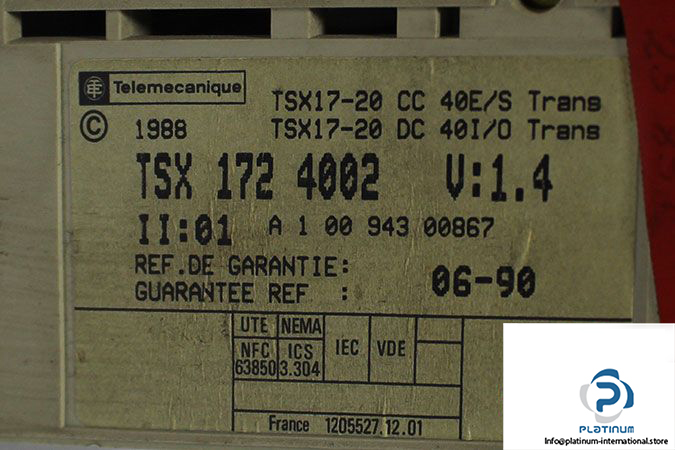 Telemecanique
TSX17-20 CC 40E/S Trans
© 1988 TSX17-20 DC 40I/O Trans
TSX 172 4002 V:1.4
II:01 A 1 00 943 00867
REF.DE GARANTIE:
GUARANTEE REF : 06-90
UTE NEMA
NFC ICS IEC VDE
63850 3.304
France 1205527.12.01
PLATINUM
Info@platinum-international.store